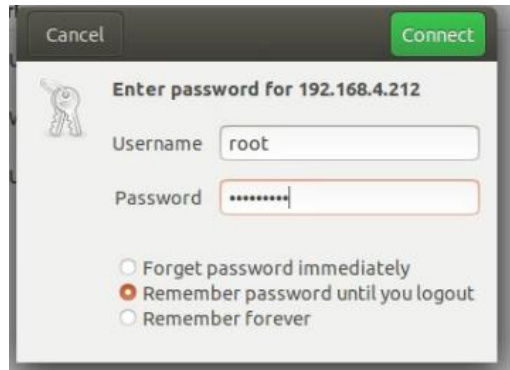 Cancel Connect
Enter password for 192.168.4.212
Username root
Password •••••••••
Forget password immediately
Remember password until you logout
Remember forever